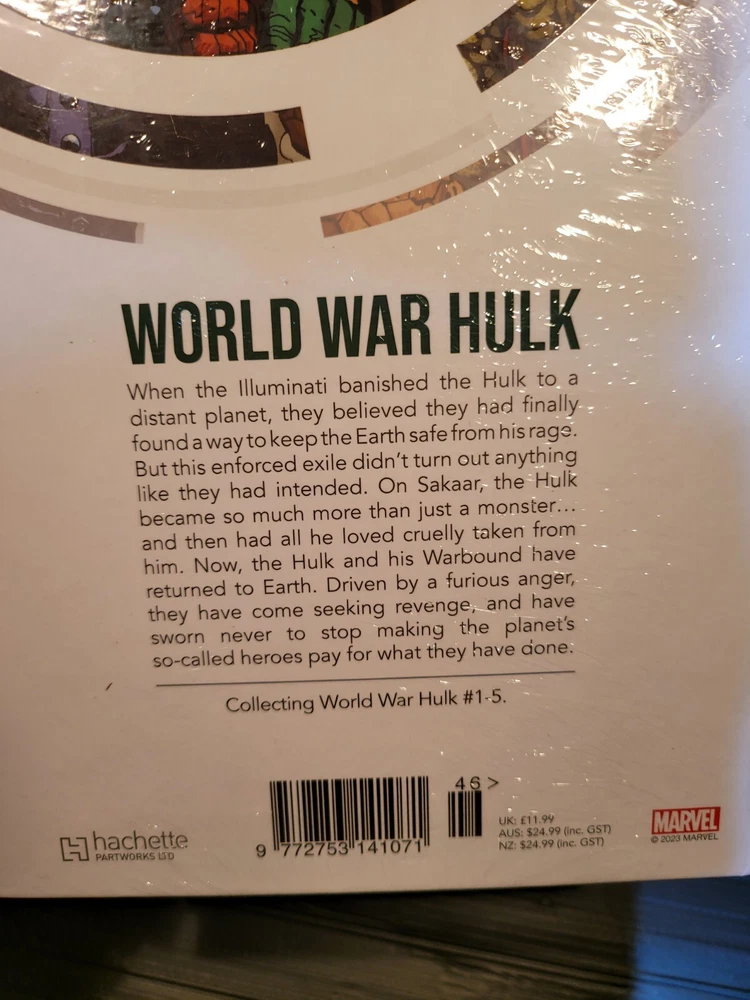 WORLD WAR HULK
When the Illuminati banished the Hulk to a
distant planet, they believed they had finally
found a way to keep the Earth safe from his rage.
But this enforced exile didn't turn out anything
like they had intended. On Sakaar, the Hulk
became so much more than just a monster...
and then had all he loved cruelly taken from
him. Now, the Hulk and his Warbound have
returned to Earth. Driven by a furious anger,
they have come seeking revenge, and have
sworn never to stop making the planet's
so-called heroes pay for what they have done.
Collecting World War Hulk #1-5.
46>
9 772753 141071
hachette
PARTWORKS LTD
UK: £11.99
AUS: $24.99 (inc. GST)
NZ: $24.99 (inc. GST)
MARVEL
© 2023 MARVEL